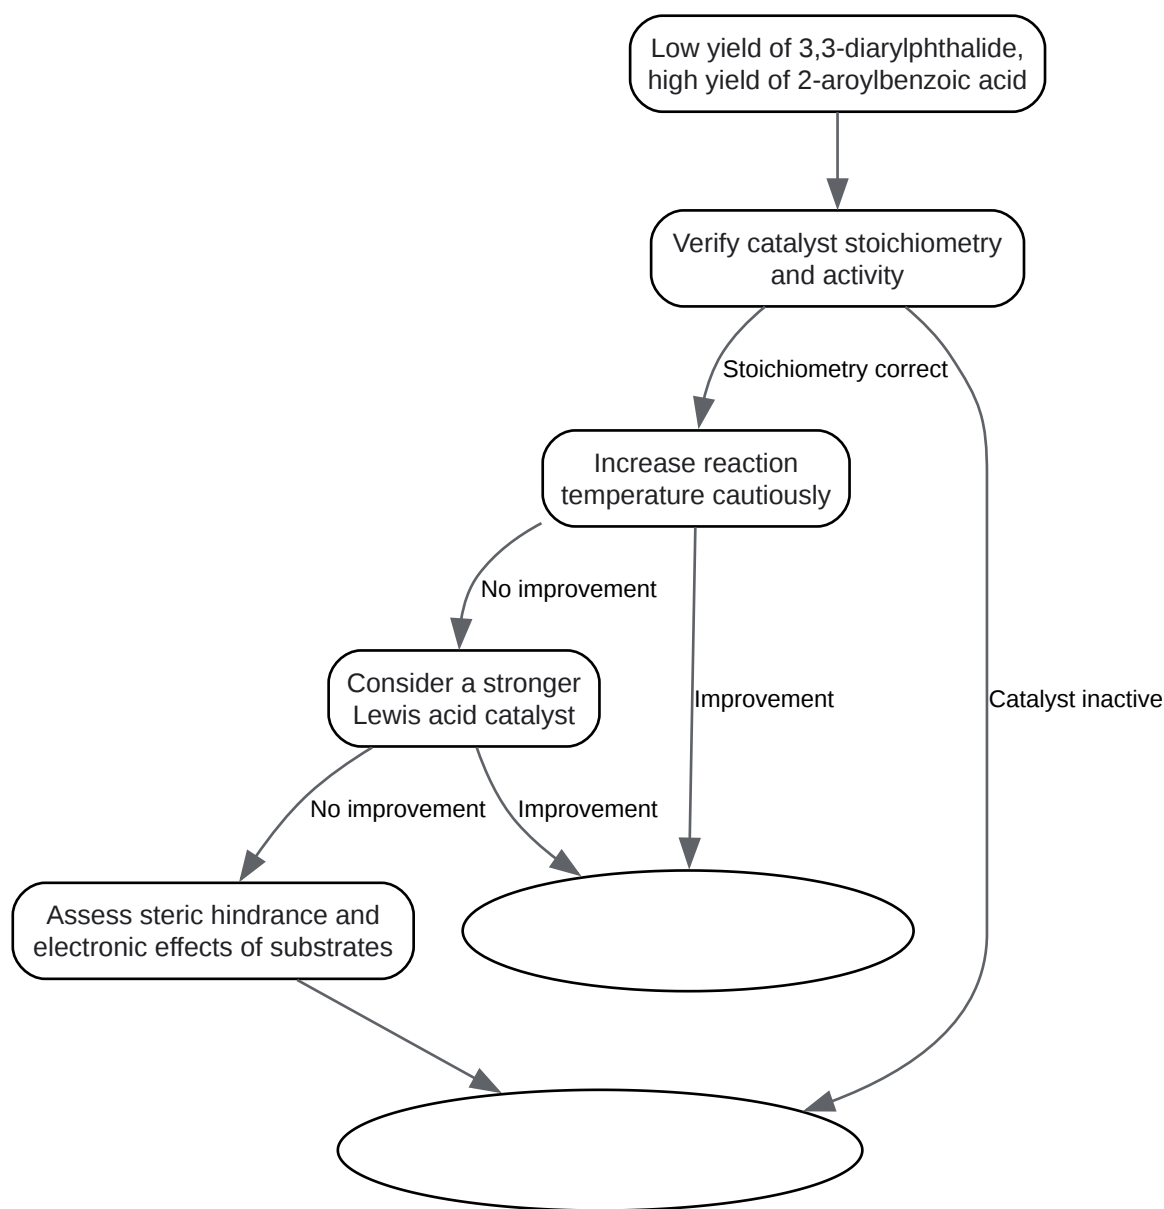 Low yield of 3,3-diarylphthalide,
high yield of 2-aroylbenzoic acid
Verify catalyst stoichiometry
and activity
Stoichiometry correct
Increase reaction
temperature cautiously
No improvement
Consider a stronger
Lewis acid catalyst
Improvement
Catalyst inactive
No improvement
Improvement
Assess steric hindrance and
electronic effects of substrates